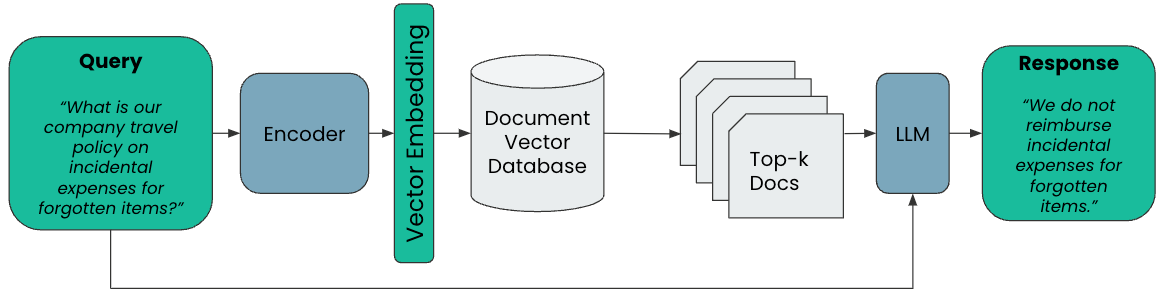 Query
“What is our
company travel
policy on
incidental
expenses for
forgotten items?”
Encoder
Vector Embedding
Document
Vector
Database
Top-k
Docs
LLM
Response
“We do not
reimburse
incidental
expenses for
forgotten
items.”